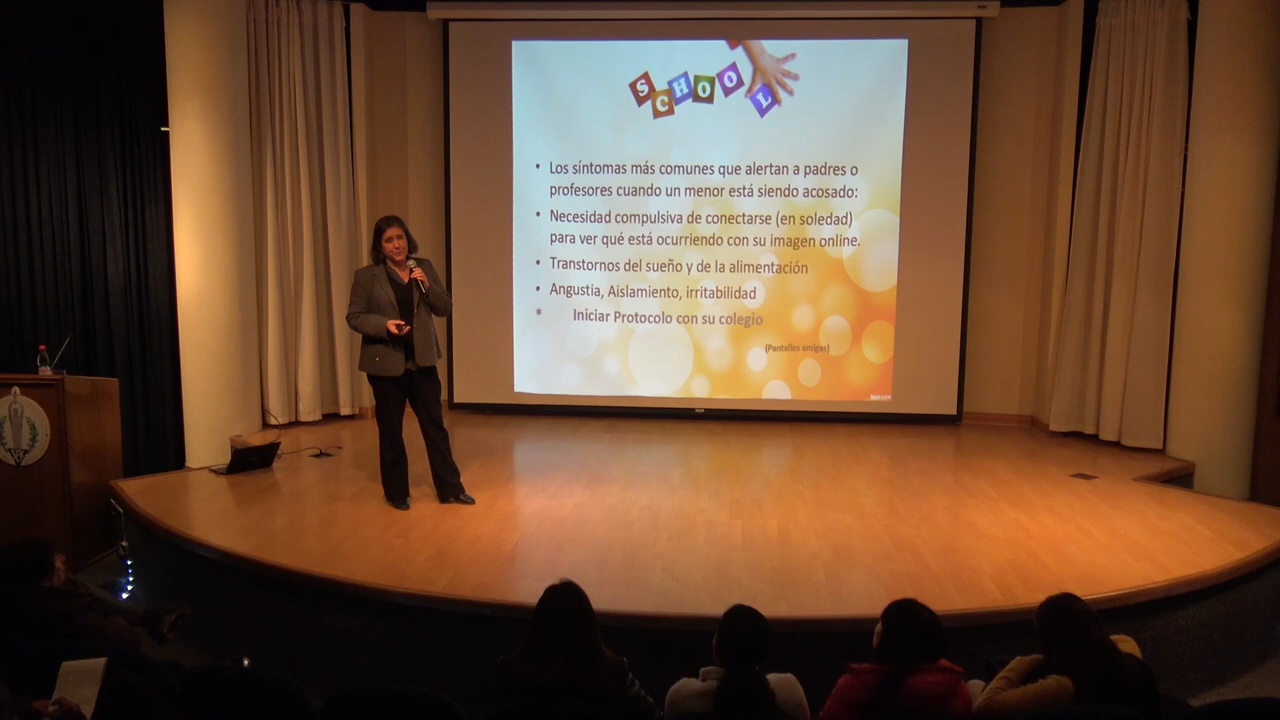 SCHOOL
• Los síntomas más comunes que alertan a padres o
profesores cuando un menor está siendo acosado:
• Necesidad compulsiva de conectarse (en soledad)
para ver qué está ocurriendo con su imagen online.
• Transtornos del sueño y de la alimentación
• Angustia, Aislamiento, irritabilidad
* Iniciar Protocolo con su colegio
(Pantallas amigas)